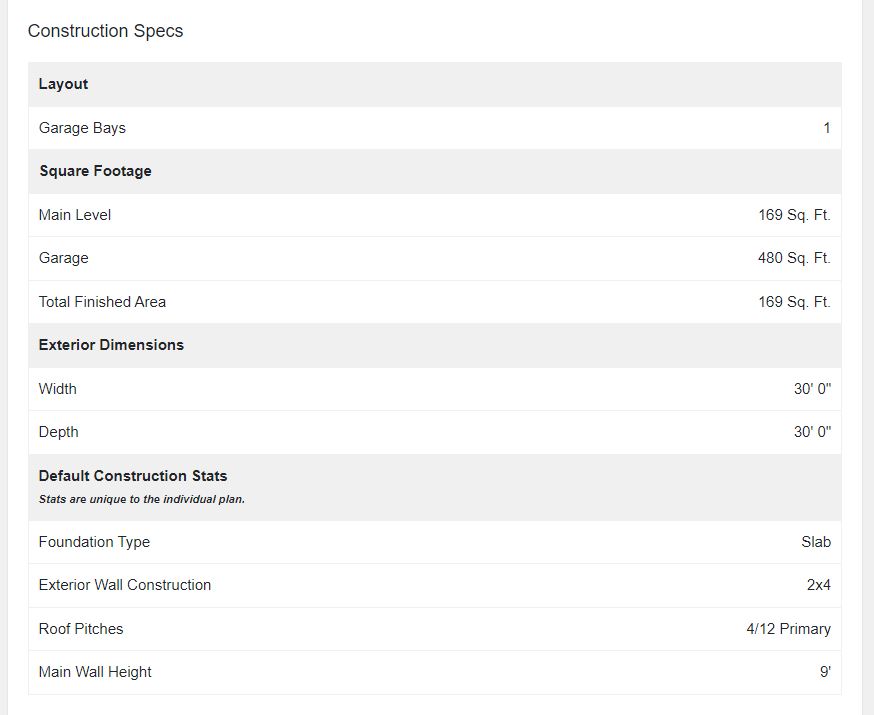 Construction Specs
Layout
Garage Bays 1
Square Footage
Main Level 169 Sq. Ft.
Garage 480 Sq. Ft.
Total Finished Area 169 Sq. Ft.
Exterior Dimensions
Width 30' 0"
Depth 30' 0"
Default Construction Stats
Stats are unique to the individual plan.
Foundation Type Slab
Exterior Wall Construction 2x4
Roof Pitches 4/12 Primary
Main Wall Height 9'